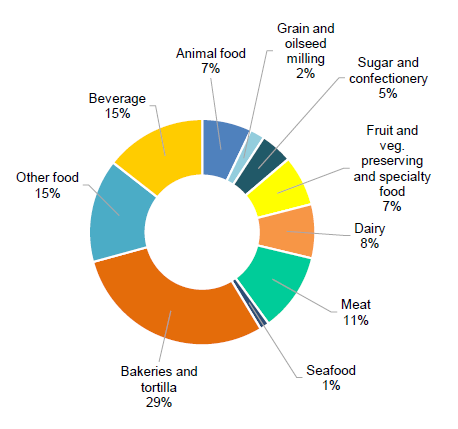 Grain and
oilseed
milling
2%
Animal food
7%
Sugar and
confectionery
5%
Beverage
15%
Fruit and
veg.
preserving
and specialty
food
7%
Other food
15%
Dairy
8%
Meat
11%
Seafood
1%
Bakeries and
tortilla
29%